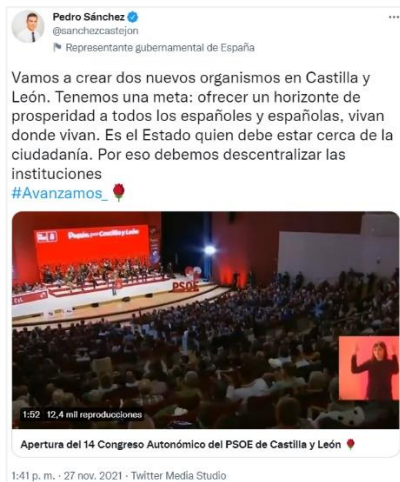 Pedro Sánchez
@sanchezcastejon
Representante gubernamental de España
Vamos a crear dos nuevos organismos en Castilla y
León. Tenemos una meta: ofrecer un horizonte de
prosperidad a todos los españoles y españolas, vivan
donde vivan. Es el Estado quien debe estar cerca de la
ciudadanía. Por eso debemos descentralizar las
instituciones
#Avanzamos_
por Castilla y León
PSOE
1:52 12,4 mil reproducciones
Apertura del 14 Congreso Autonómico del PSOE de Castilla y León
1:41 p. m. · 27 nov. 2021 · Twitter Media Studio